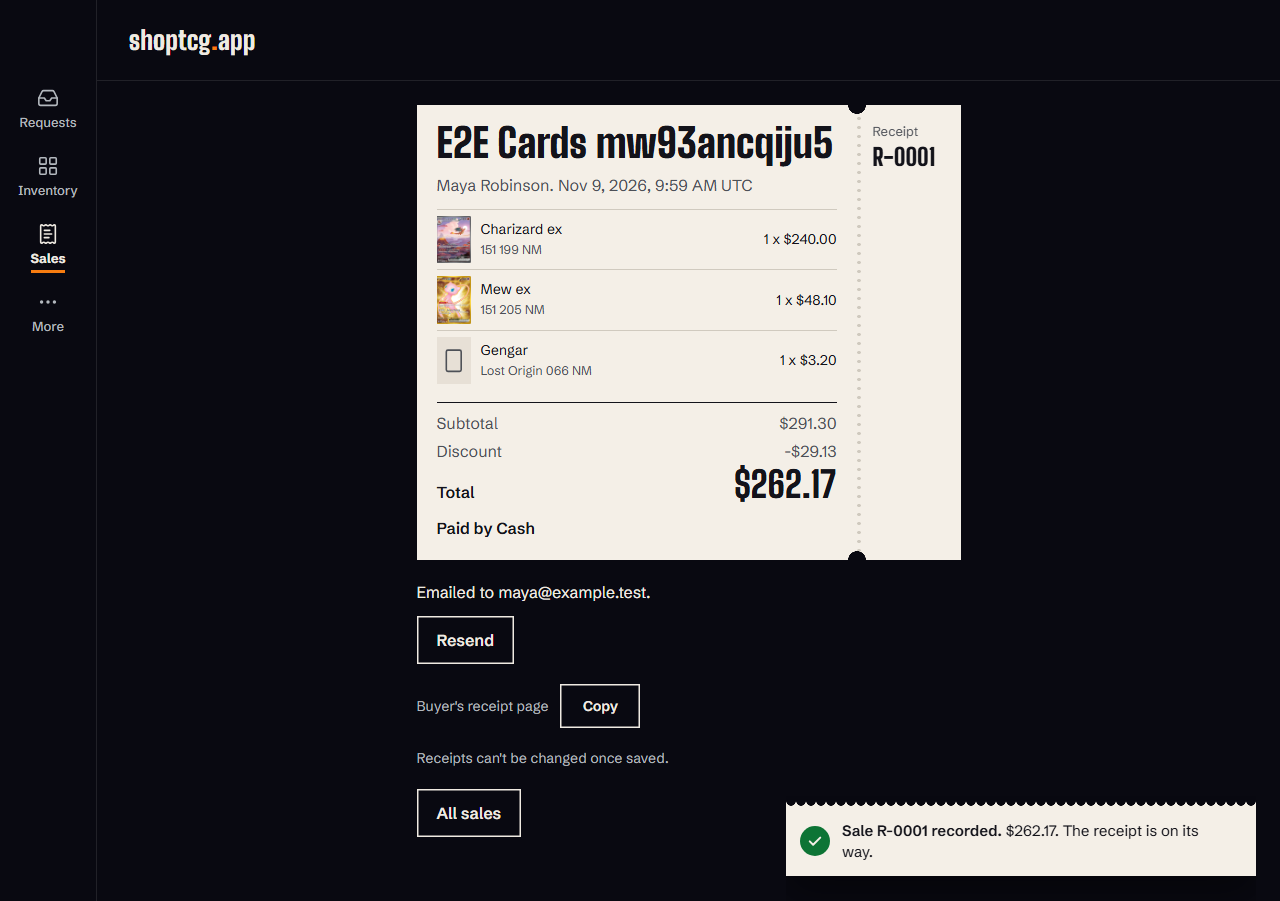 shoptcg.app
Requests
Inventory
Sales
More
E2E Cards mw93ancqiju5
Maya Robinson. Nov 9, 2026, 9:59 AM UTC
Charizard ex
151 199 NM
1 x $240.00
Mew ex
151 205 NM
1 x $48.10
Gengar
Lost Origin 066 NM
1 x $3.20
Subtotal
$291.30
Discount
-$29.13
Total
$262.17
Paid by Cash
Receipt
R-0001
Emailed to maya@example.test.
Resend
Buyer's receipt page
Copy
Receipts can't be changed once saved.
All sales
Sale R-0001 recorded. $262.17. The receipt is on its
way.